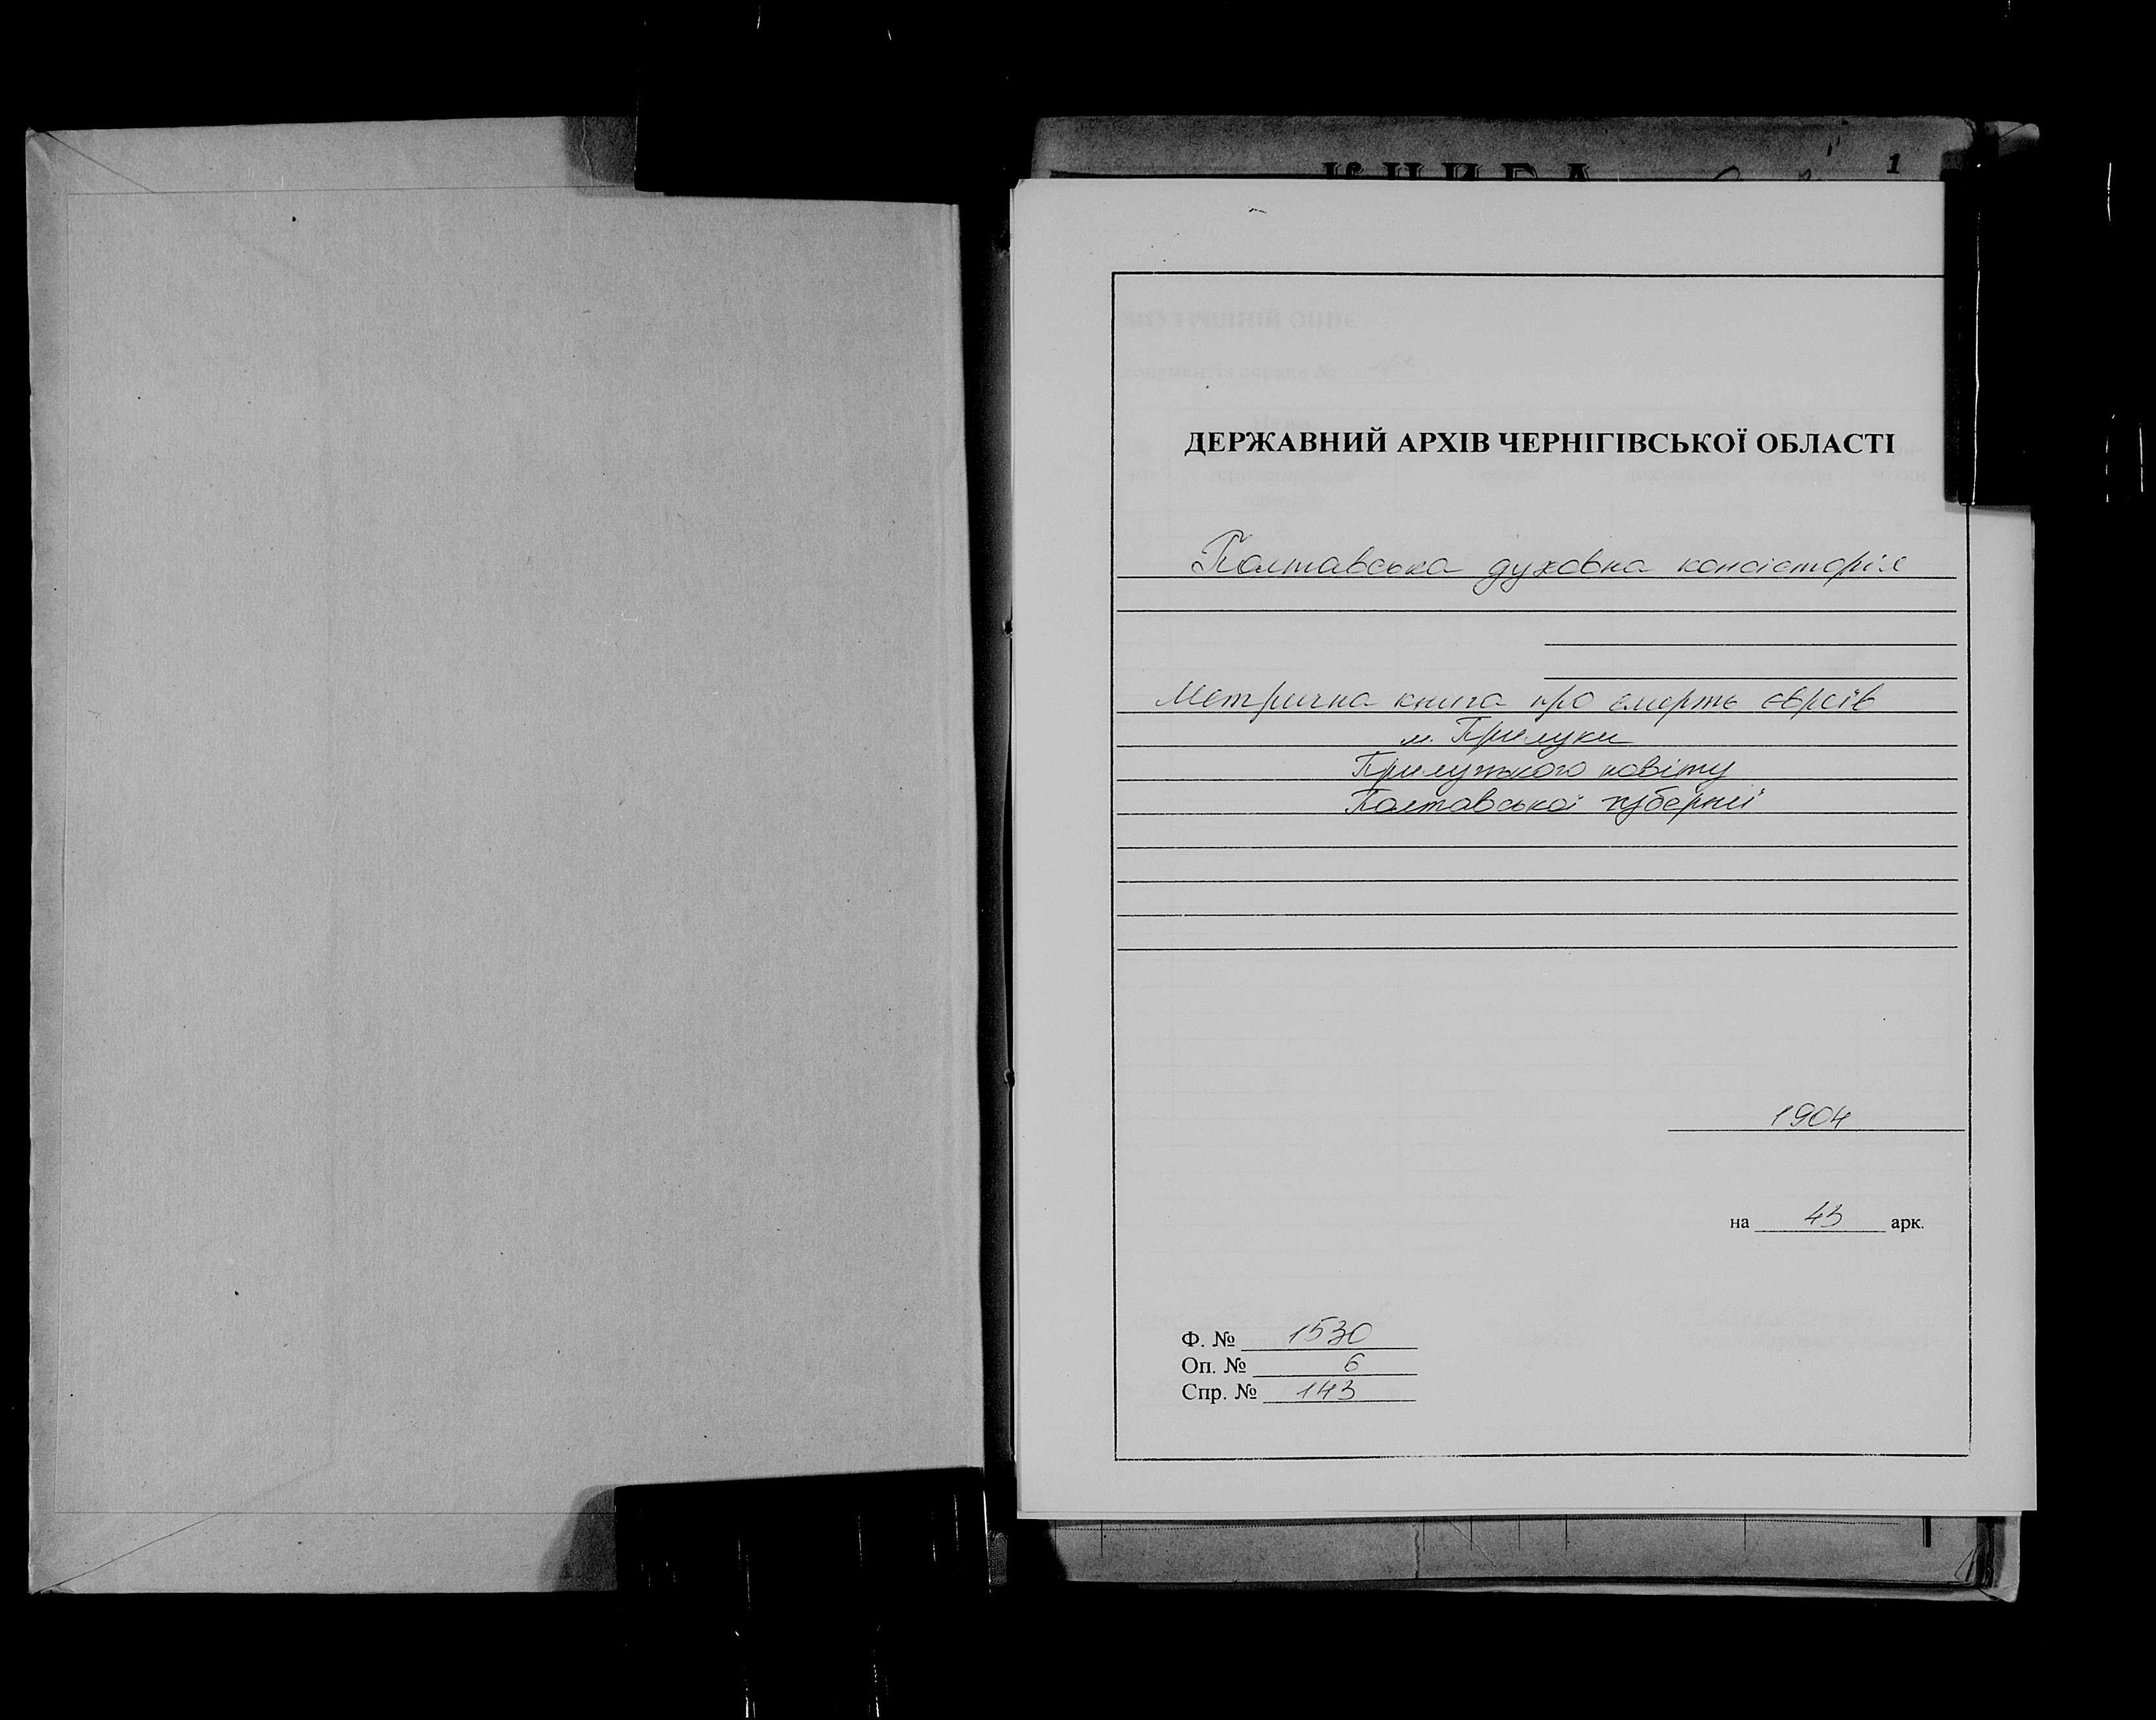 КНИГА
1
ДЕРЖАВНИЙ АРХІВ ЧЕРНІГІВСЬКОЇ ОБЛАСТІ
Полтавська духовна консисторія
Метрична книга про смерть євреїв
м. Прилуки
Прилуцького повіту
Полтавської губернії
1904
на 43 арк.
Ф. № 1530
Оп. № 6
Спр. № 143